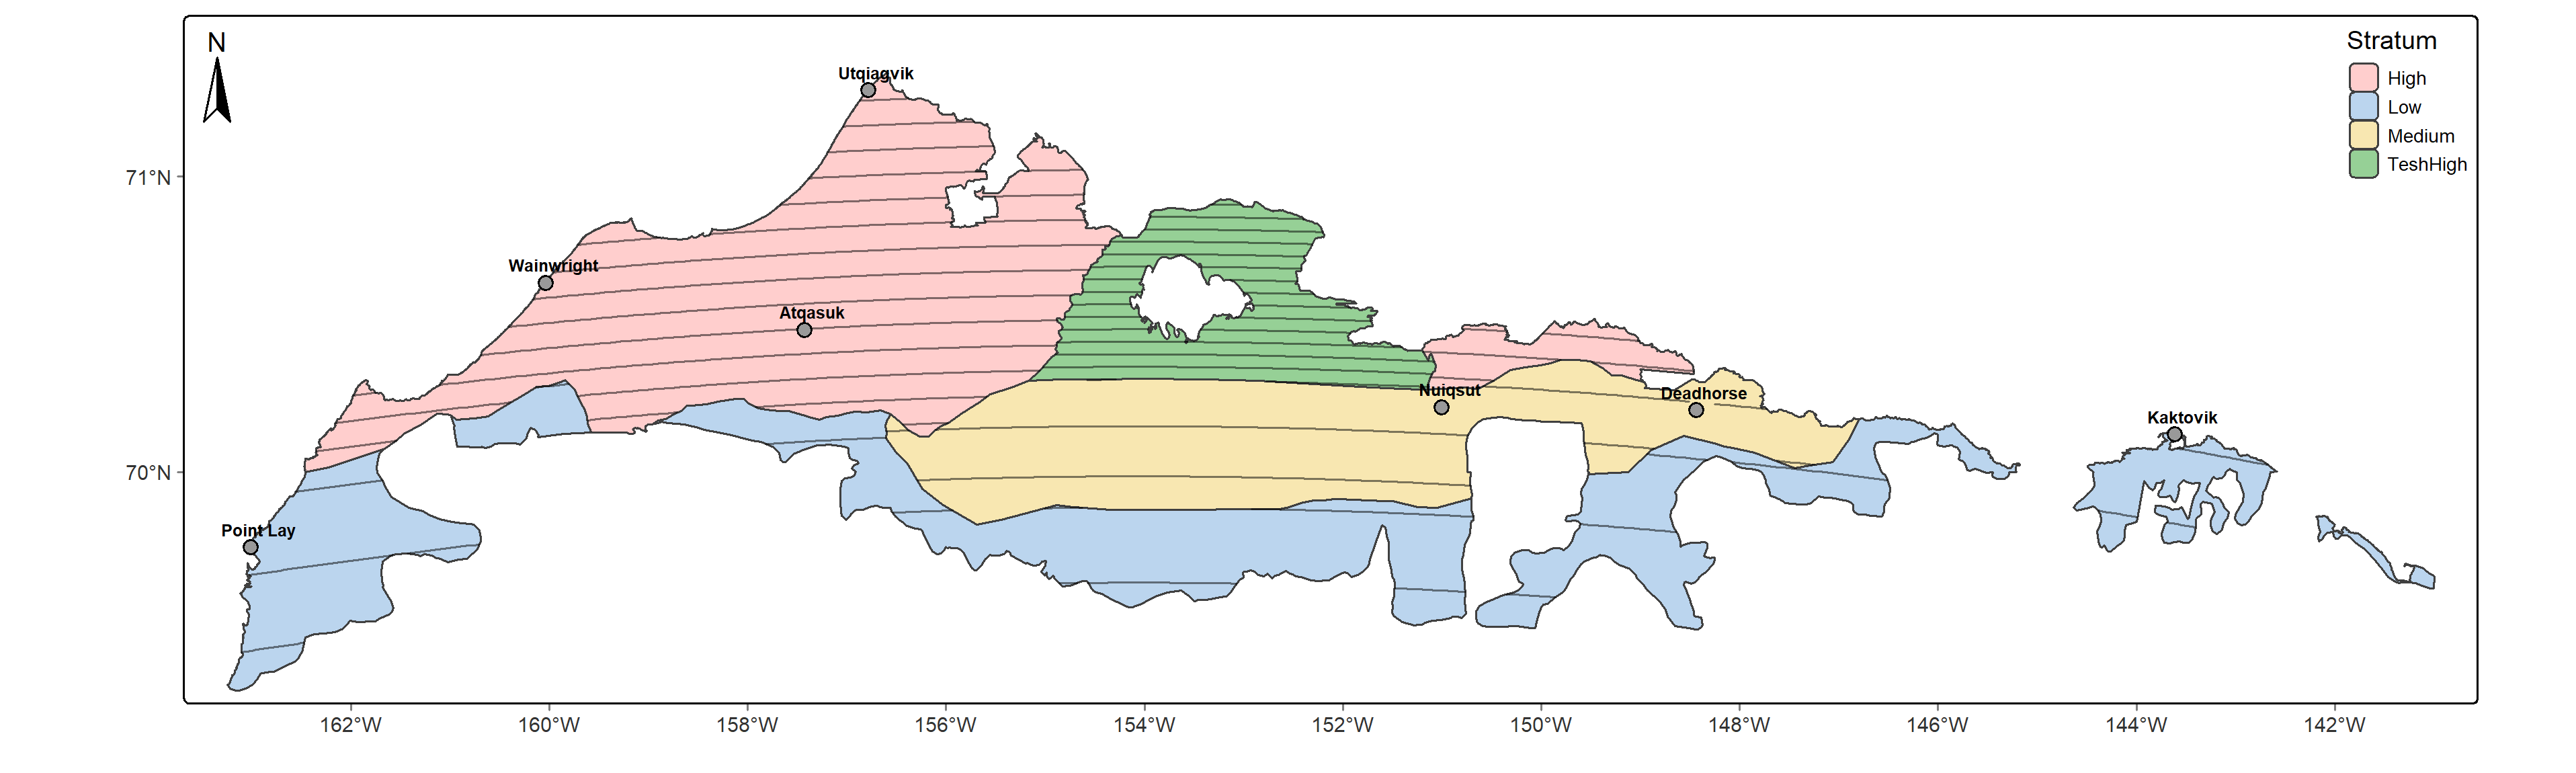 N
Stratum
High
Low
Medium
TeshHigh
Utqiagvik
71°N
Wainwright
Atqasuk
Nuiqsut
Deadhorse
Kaktovik
70°N
Point Lay
162°W 160°W 158°W 156°W 154°W 152°W 150°W 148°W 146°W 144°W 142°W